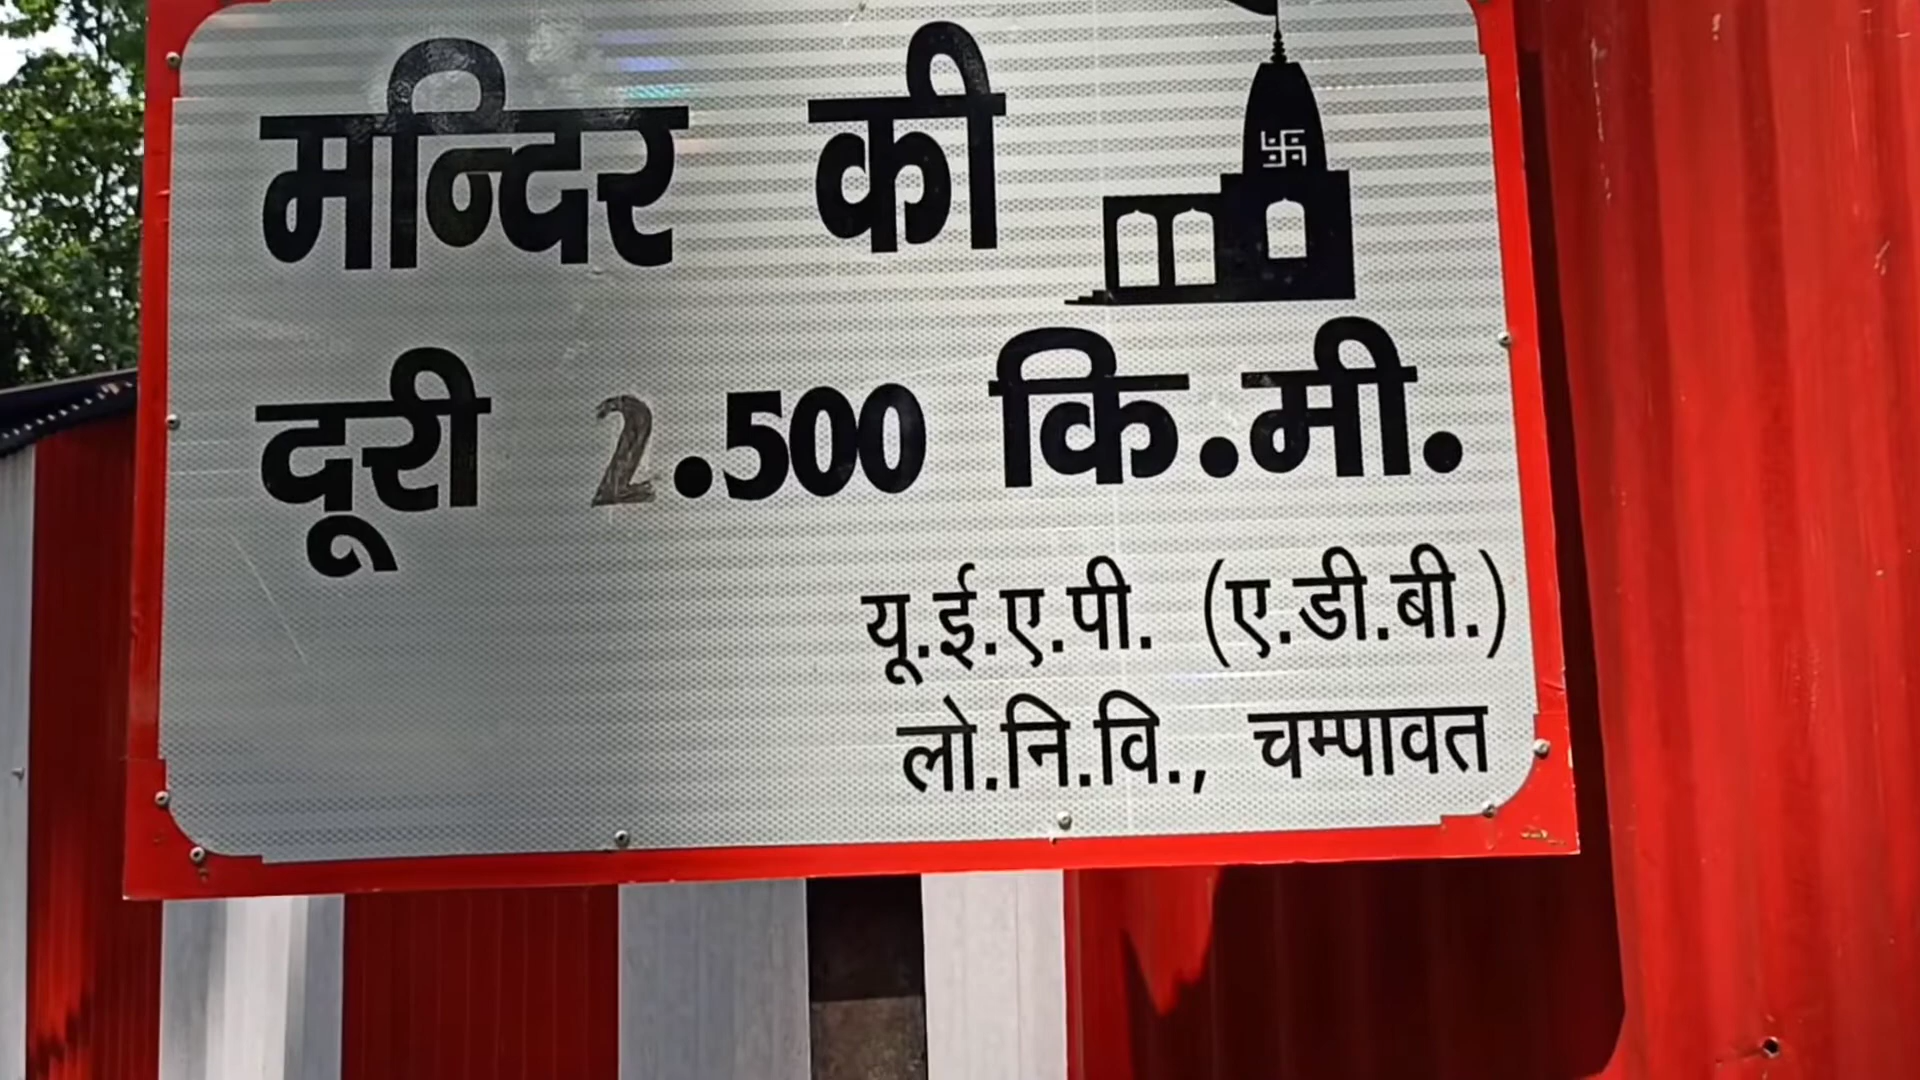 मन्दिर की
दूरी 2.500 कि.मी.
यू.ई.ए.पी. (ए.डी.बी.)
लो.नि.वि., चम्पावत